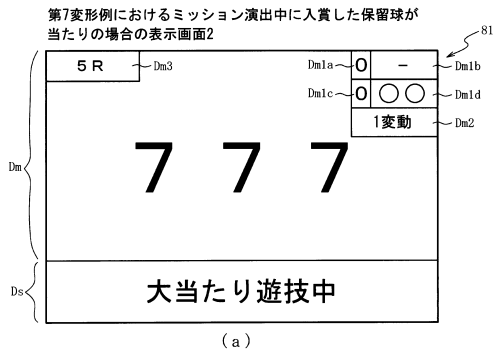 第7変形例におけるミッション演出中に入賞した保留球が
当たりの場合の表示画面2
81
5R
Dm3
Dm1a
0
−
Dm1b
Dm1c
0
○○
Dm1d
1変動
Dm2
Dm
7 7 7
Ds
大当たり遊技中
(a)